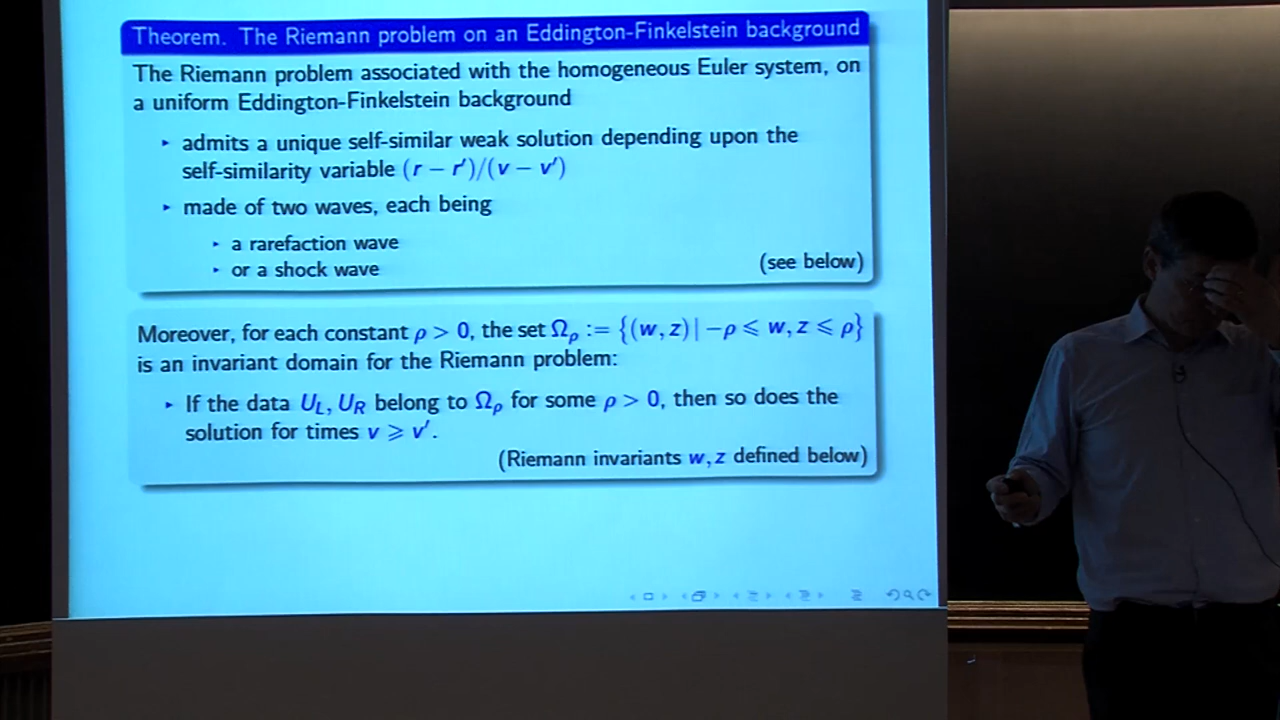 Theorem. The Riemann problem on an Eddington-Finkelstein background
The Riemann problem associated with the homogeneous Euler system, on
a uniform Eddington-Finkelstein background
‣ admits a unique self-similar weak solution depending upon the
self-similarity variable (r − r′)/(v − v′)
‣ made of two waves, each being
‣ a rarefaction wave
‣ or a shock wave
(see below)
Moreover, for each constant ρ > 0, the set Ωρ := {(w, z) | −ρ ⩽ w, z ⩽ ρ}
is an invariant domain for the Riemann problem:
‣ If the data U_L, U_R belong to Ωρ for some ρ > 0, then so does the
solution for times v ⩾ v′.
(Riemann invariants w, z defined below)